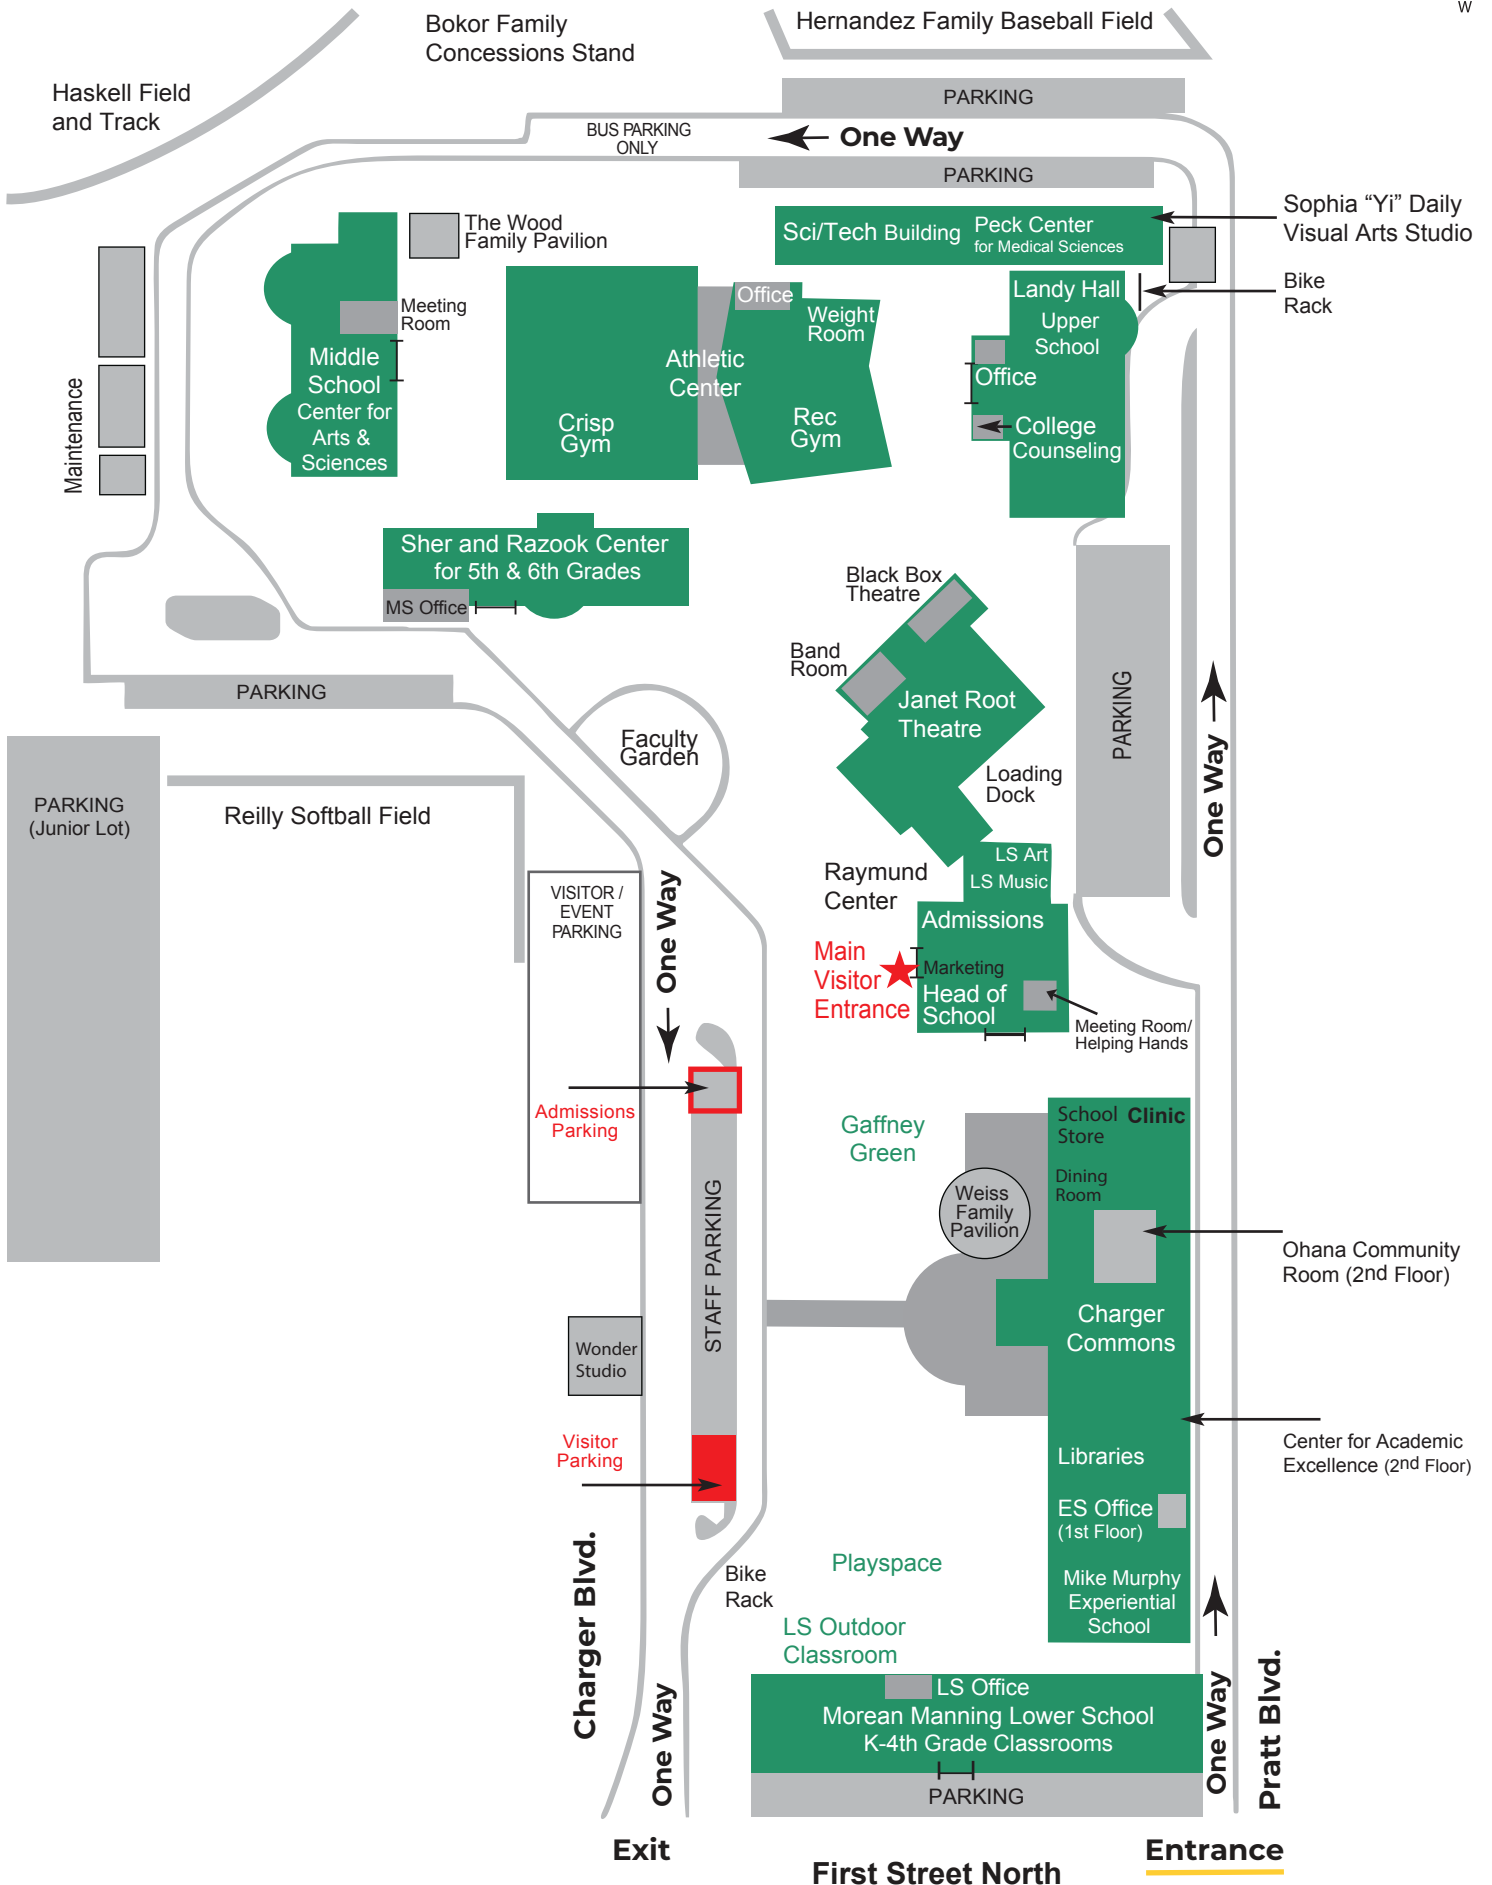 W
Bokor Family
Concessions Stand
Hernandez Family Baseball Field
Haskell Field
and Track
PARKING
BUS PARKING
ONLY
One Way
PARKING
Sophia “Yi” Daily
Visual Arts Studio
The Wood
Family Pavilion
Sci/Tech Building
Peck Center
for Medical Sciences
Bike
Rack
Landy Hall
Upper
School
Office
College
Counseling
Office
Weight
Room
Athletic
Center
Crisp
Gym
Rec
Gym
Meeting
Room
Middle
School
Center for
Arts &
Sciences
Maintenance
Sher and Razook Center
for 5th & 6th Grades
MS Office
Black Box
Theatre
Band
Room
Janet Root
Theatre
Loading
Dock
PARKING
One Way
PARKING
Faculty
Garden
PARKING
(Junior Lot)
Reilly Softball Field
VISITOR /
EVENT
PARKING
One Way
Raymund
Center
LS Art
LS Music
Admissions
Marketing
Head of
School
Main
Visitor
Entrance
Meeting Room/
Helping Hands
Admissions
Parking
Gaffney
Green
School
Store
Clinic
Dining
Room
Weiss
Family
Pavilion
Ohana Community
Room (2nd Floor)
STAFF PARKING
Charger
Commons
Wonder
Studio
Visitor
Parking
Libraries
Center for Academic
Excellence (2nd Floor)
ES Office
(1st Floor)
Mike Murphy
Experiential
School
Playspace
Bike
Rack
LS Outdoor
Classroom
Charger Blvd.
One Way
LS Office
Morean Manning Lower School
K-4th Grade Classrooms
PARKING
One Way
Pratt Blvd.
Exit
First Street North
Entrance